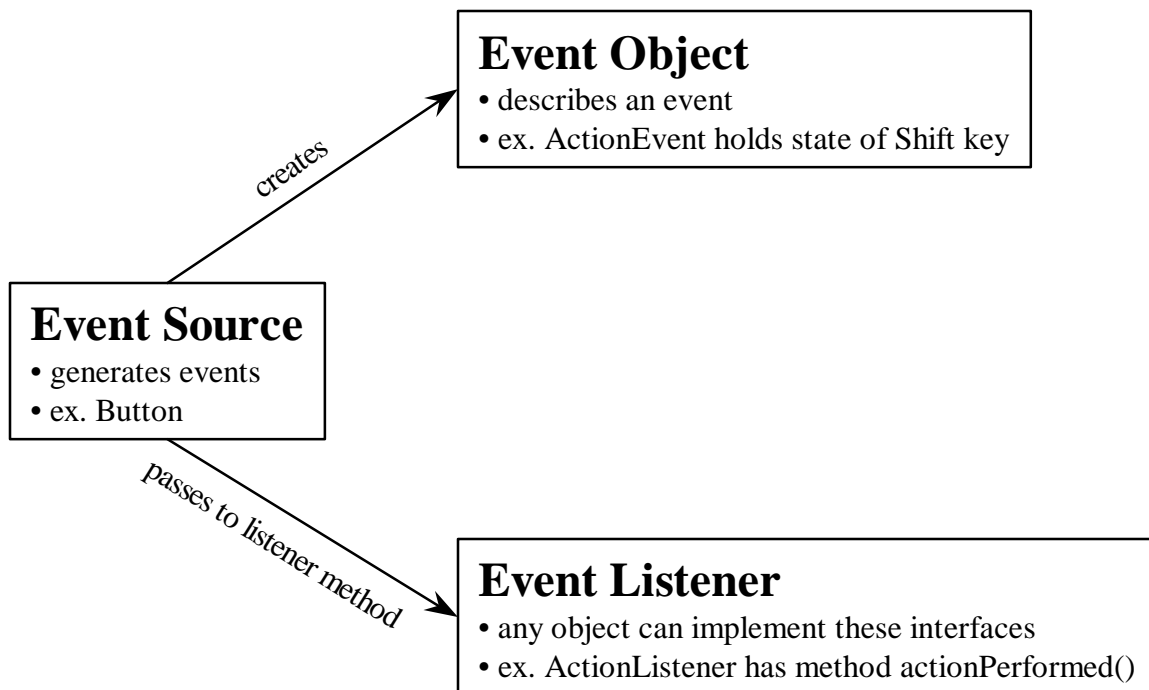 Event Object
• describes an event
• ex. ActionEvent holds state of Shift key
creates
Event Source
• generates events
• ex. Button
passes to listener method
Event Listener
• any object can implement these interfaces
• ex. ActionListener has method actionPerformed()